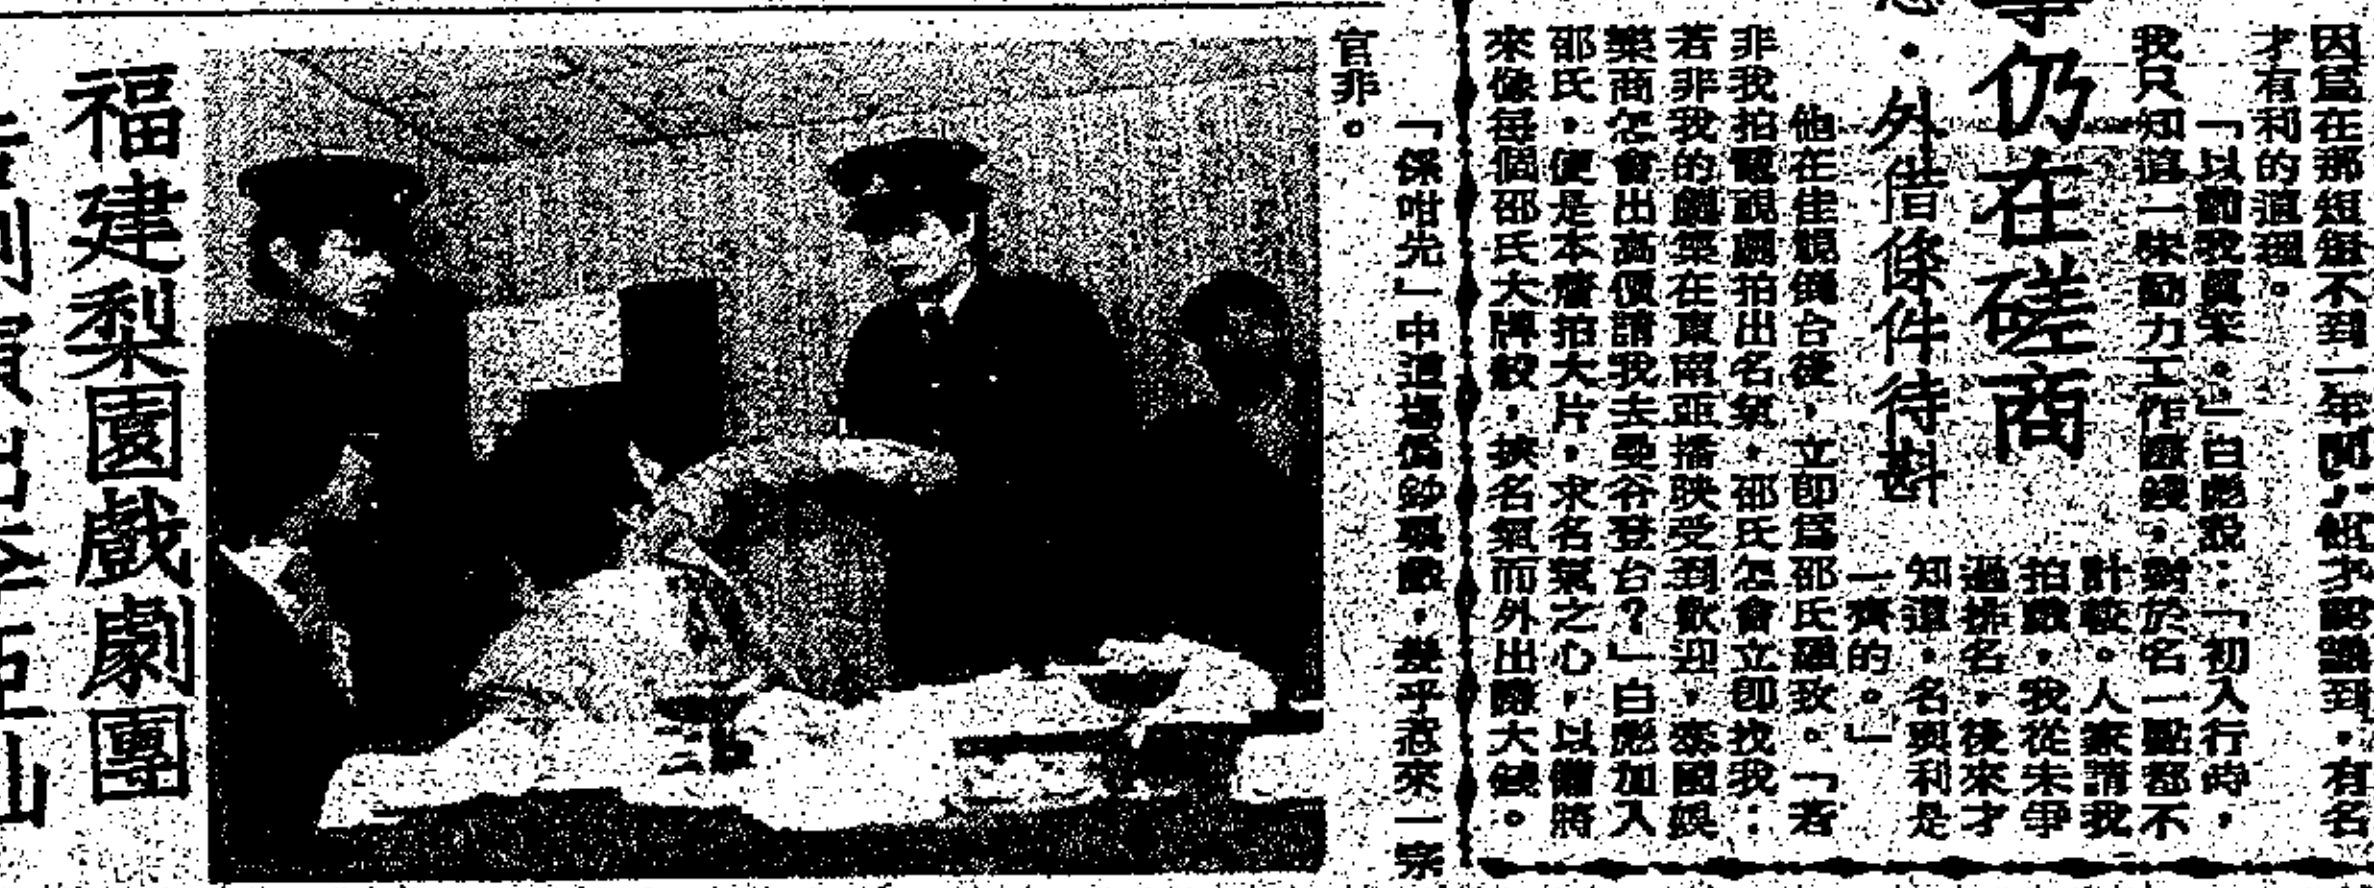 因爲在那短短不到一年間，他才認識到，有名
才有利的道理。
「以前我眞笨。」白彪說：「初入行時，
我只知道一味勤力工作賺錢，對於名一點都不
計較。人家請我
拍戲，我從未爭
過排名，後來才
知道，名與利是
一齊的。」
仍在磋商
外借條件待斟
他在佳視倒台後，立即爲邵氏羅致。「若
非我拍電視劇拍出名氣，邵氏怎會立即找我；
若非我的劇集在東南亞播映受到歡迎，泰國娛
樂商怎會出高價請我去曼谷登台？」白彪加入
邵氏，便是本着拍大片，求名氣之心，以備將
來像每個邵氏大牌般，挾名氣而外出賺大錢。
「係咁先」中這場僞鈔戲，幾乎惹來一宗
官非。
福建梨園戲劇團